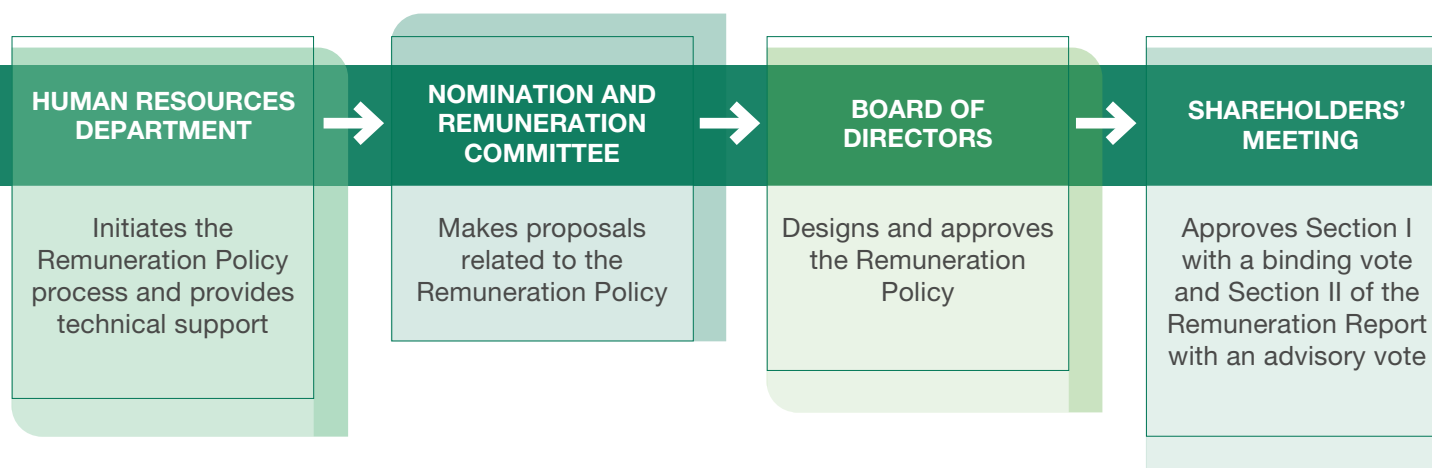 HUMAN RESOURCES
DEPARTMENT
Initiates the
Remuneration Policy
process and provides
technical support
NOMINATION AND
REMUNERATION
COMMITTEE
Makes proposals
related to the
Remuneration Policy
BOARD OF
DIRECTORS
Designs and approves
the Remuneration
Policy
SHAREHOLDERS’
MEETING
Approves Section I
with a binding vote
and Section II of the
Remuneration Report
with an advisory vote